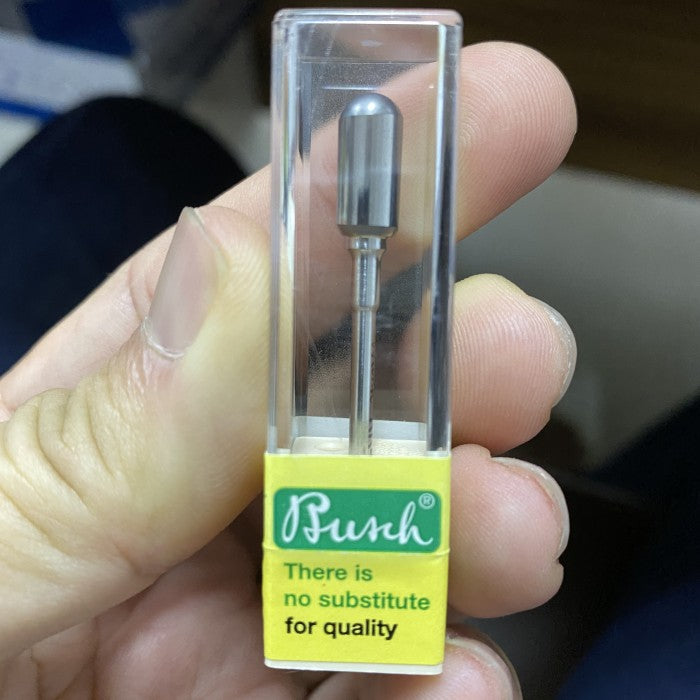 Busch®
There is
no substitute
for quality